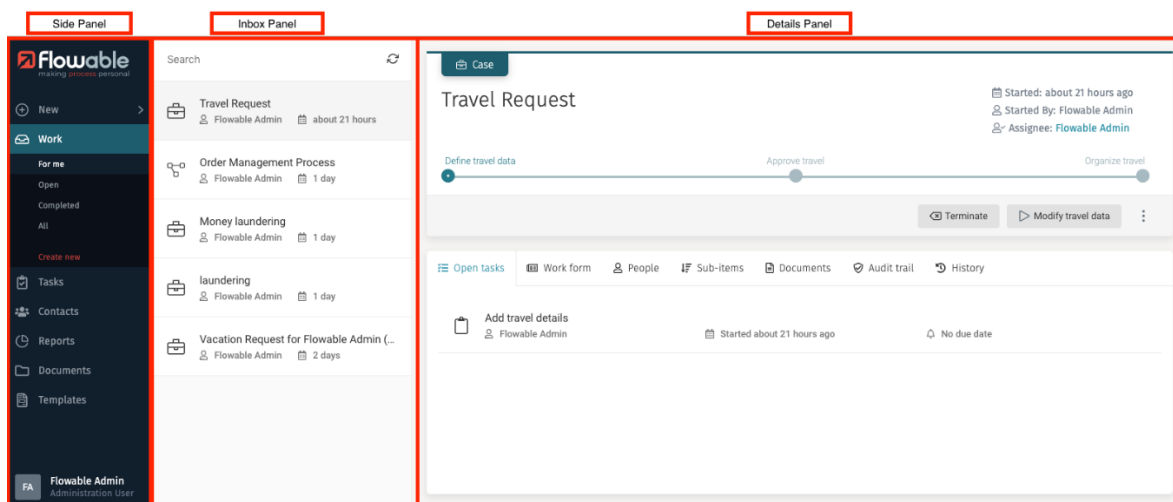 Side Panel
Inbox Panel
Details Panel
Flowable
making process personal
New
Work
For me
Open
Completed
All
Create new
Tasks
Contacts
Reports
Documents
Templates
FA
Flowable Admin
Administration User
Search
Travel Request
Flowable Admin about 21 hours
Order Management Process
Flowable Admin 1 day
Money laundering
Flowable Admin 1 day
laundering
Flowable Admin 1 day
Vacation Request for Flowable Admin (...
Flowable Admin 2 days
Case
Travel Request
Started: about 21 hours ago
Started By: Flowable Admin
Assignee: Flowable Admin
Define travel data Approve travel Organize travel
Terminate Modify travel data
Open tasks Work form People Sub-items Documents Audit trail History
Add travel details
Flowable Admin Started about 21 hours ago No due date